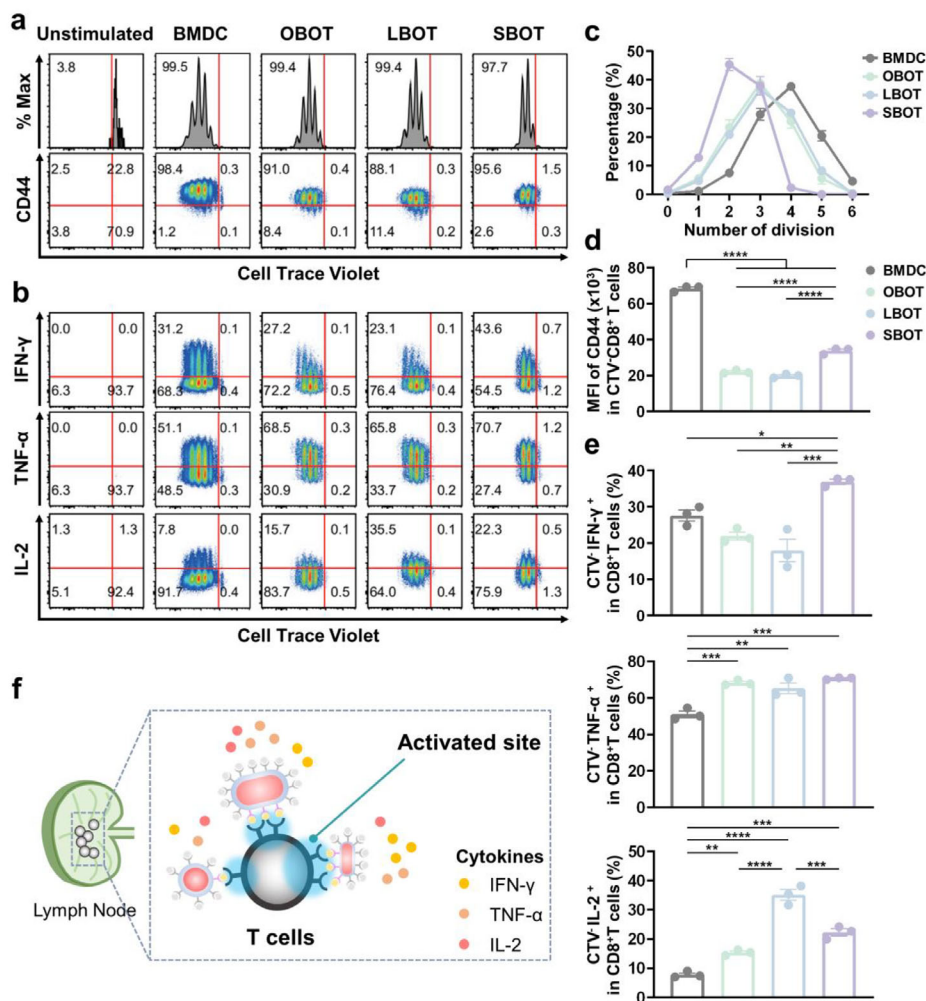 a
Unstimulated BMDC OBOT LBOT SBOT
% Max
3.8 99.5 99.4 99.4 97.7
CD44
2.5 22.8 98.4 0.3 91.0 0.4 88.1 0.3 95.6 1.5
3.8 70.9 1.2 0.1 8.4 0.1 11.4 0.2 2.6 0.3
Cell Trace Violet
b
IFN-γ
0.0 0.0 31.2 0.1 27.2 0.1 23.1 0.1 43.6 0.7
6.3 93.7 68.3 0.4 72.2 0.5 76.4 0.4 54.5 1.2
TNF-α
0.0 0.0 51.1 0.1 68.5 0.3 65.8 0.3 70.7 1.2
6.3 93.7 48.5 0.3 30.9 0.2 33.7 0.2 27.4 0.7
IL-2
1.3 1.3 7.8 0.0 15.7 0.1 35.5 0.1 22.3 0.5
5.1 92.4 91.7 0.4 83.7 0.5 64.0 0.4 75.9 1.3
Cell Trace Violet
c
Percentage (%)
50
40
30
20
10
0
0 1 2 3 4 5 6
Number of division
BMDC
OBOT
LBOT
SBOT
d
MFI of CD44 (x10³)
in CTV⁻CD8⁺ T cells
80
60
40
20
0
****
****
****
BMDC
OBOT
LBOT
SBOT
e
CTV⁻IFN-γ⁺
in CD8⁺T cells (%)
40
30
20
10
0
*
**
***
CTV⁻TNF-α⁺
in CD8⁺T cells (%)
80
60
40
20
0
***
**
***
CTV⁻IL-2⁺
in CD8⁺T cells (%)
50
40
30
20
10
0
***
****
**
****
***
f
Lymph Node
Activated site
T cells
Cytokines
IFN-γ
TNF-α
IL-2